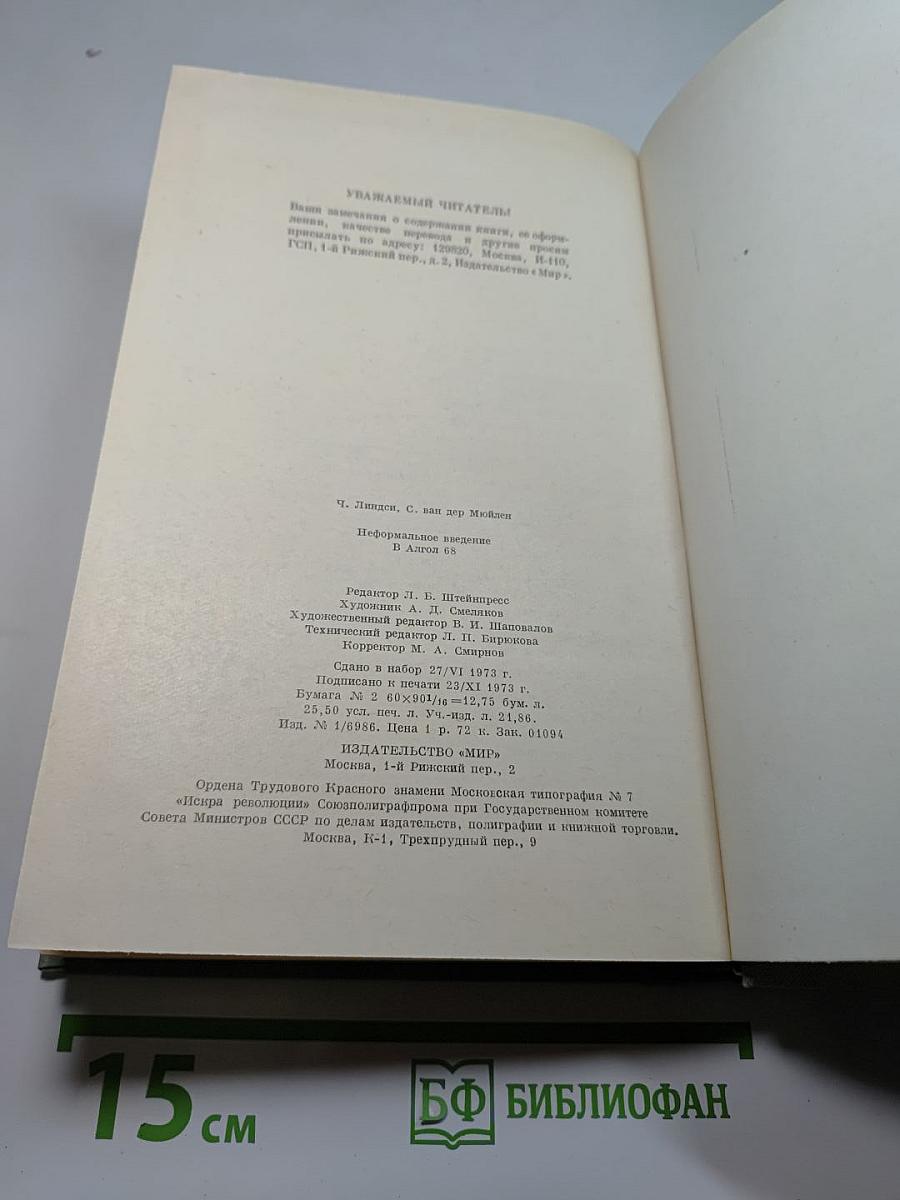 УВАЖАЕМЫЙ ЧИТАТЕЛЬ!
Ваши замечания о содержании книги, ее оформ-
лении, качестве перевода и другие просим
присылать по адресу: 129820, Москва, И-110,
ГСП, 1-й Рижский пер., д. 2, Издательство «Мир».
Ч. Линдси, С. ван дер Мюйлен
Неформальное введение
В Алгол 68
Редактор Л. Б. Штейнпресс
Художник А. Д. Смеляков
Художественный редактор В. И. Шаповалов
Технический редактор Л. П. Бирюкова
Корректор М. А. Смирнов
Сдано в набор 27/VI 1973 г.
Подписано к печати 23/XI 1973 г.
Бумага № 2 60×90¹/₁₆=12,75 бум. л.
25,50 усл. печ. л. Уч.-изд. л. 21,86.
Изд. № 1/6986. Цена 1 р. 72 к. Зак. 01094
ИЗДАТЕЛЬСТВО «МИР»
Москва, 1-й Рижский пер., 2
Ордена Трудового Красного знамени Московская типография № 7
«Искра революции» Союзполиграфпрома при Государственном комитете
Совета Министров СССР по делам издательств, полиграфии и книжной торговли.
Москва, К-1, Трехпрудный пер., 9
15 см
БФ БИБЛИОФАН